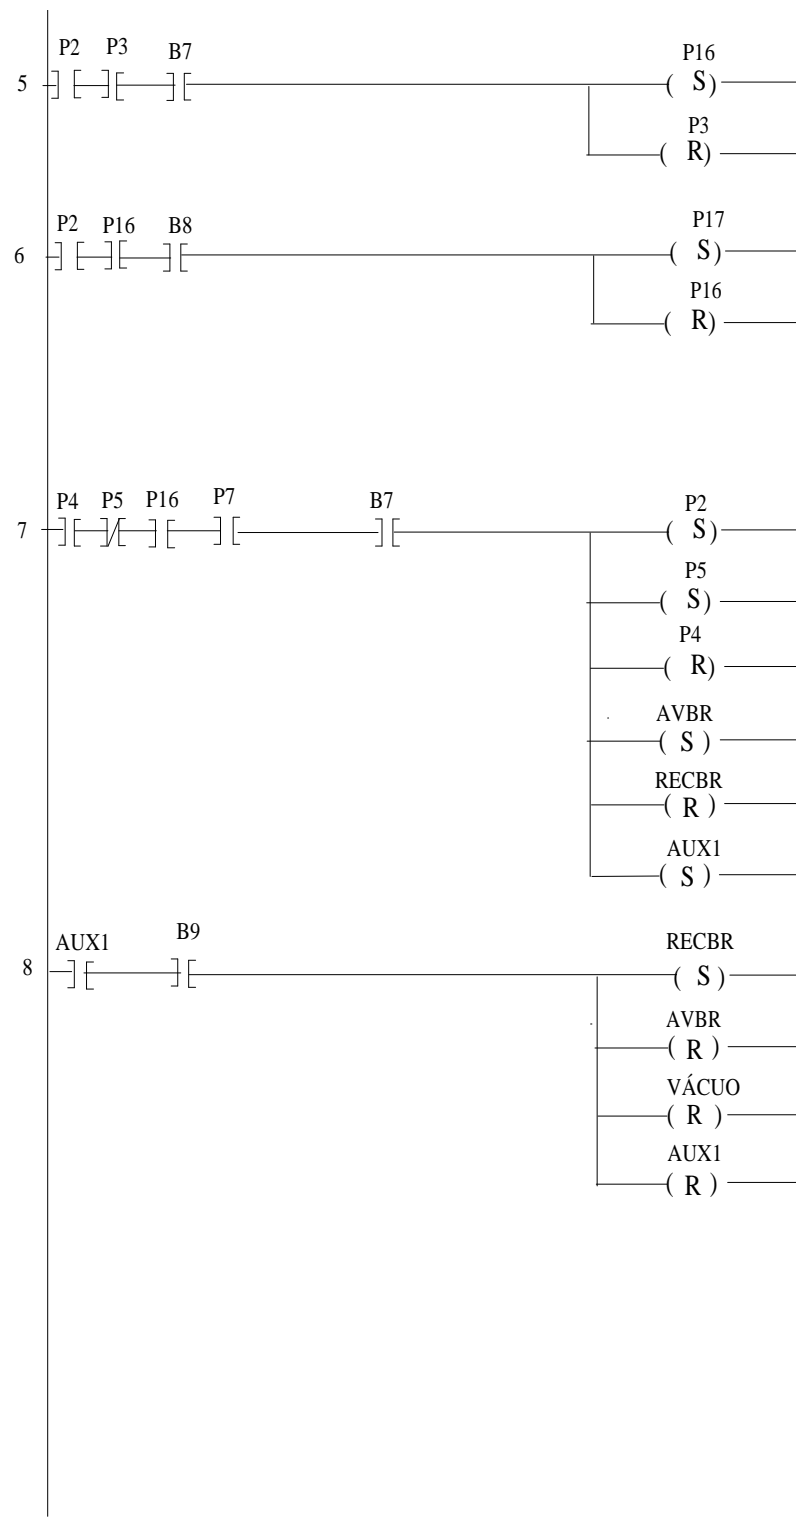 P2 P3 B7 P16
5 ( S )
P3
( R )
P2 P16 B8 P17
6 ( S )
P16
( R )
P4 P5 P16 P7 B7 P2
7 ( S )
P5
( S )
P4
( R )
AVBR
( S )
RECBR
( R )
AUX1
( S )
AUX1 B9 RECBR
8 ( S )
AVBR
( R )
VÁCUO
( R )
AUX1
( R )